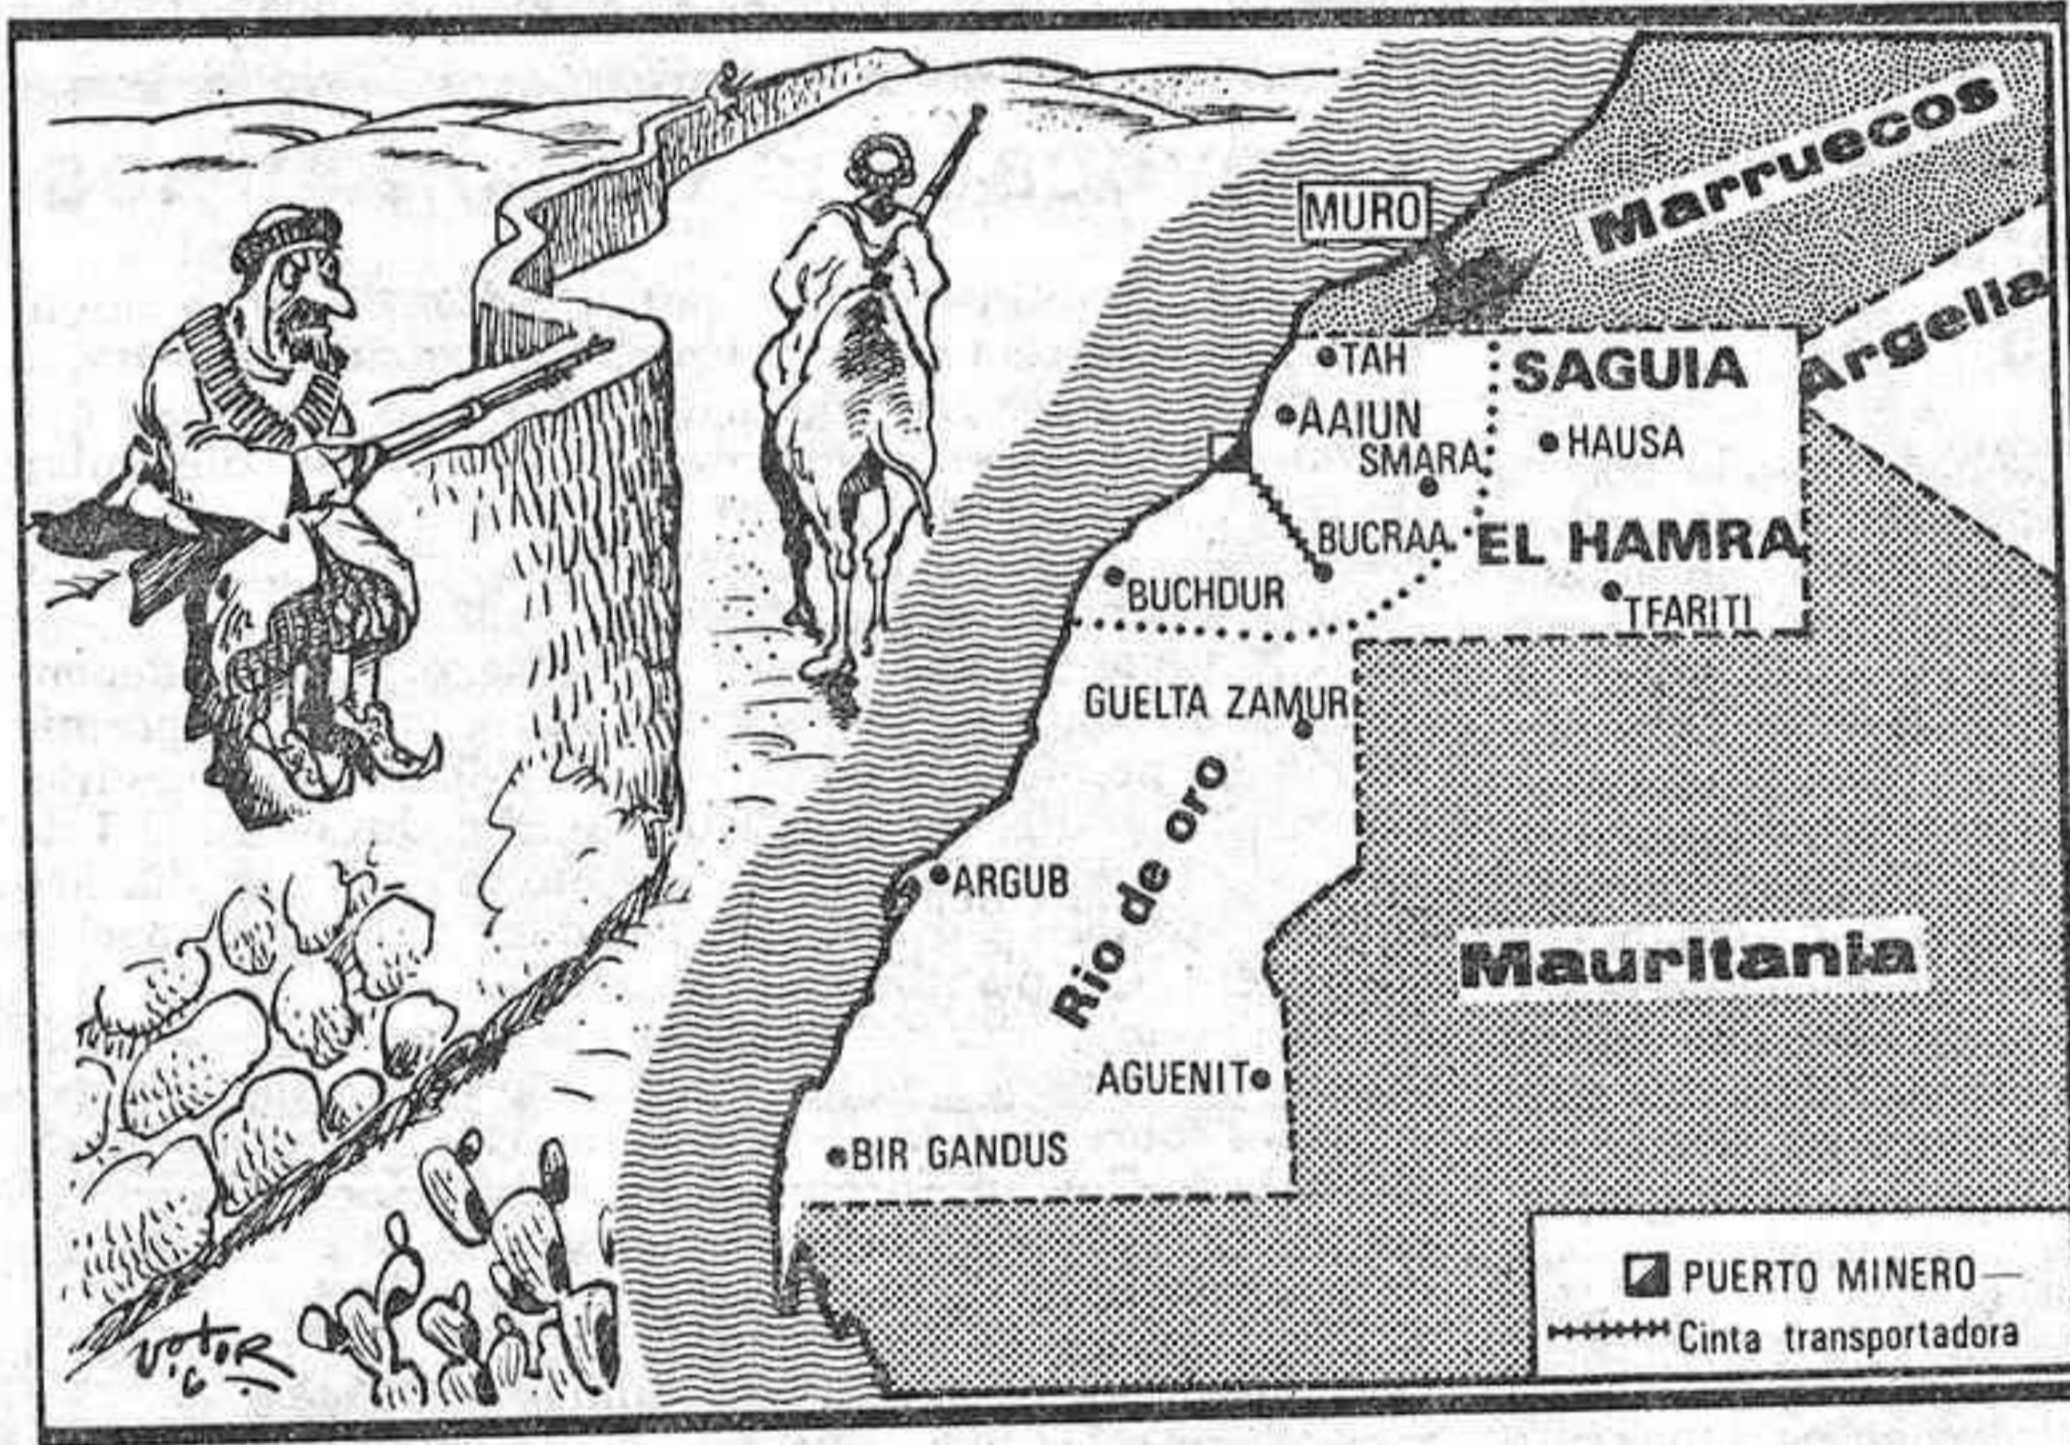 MURO
Marruecos
Argelia
TAH
SAGUIA
AAIUN
HAUSA
SMARA
BUCRAA
EL HAMRA
BUCHDUR
TFARITI
GUELTA ZAMUR
Rio de oro
ARGUB
Mauritania
AGUENIT
BIR GANDUS
PUERTO MINERO
Cinta transportadora